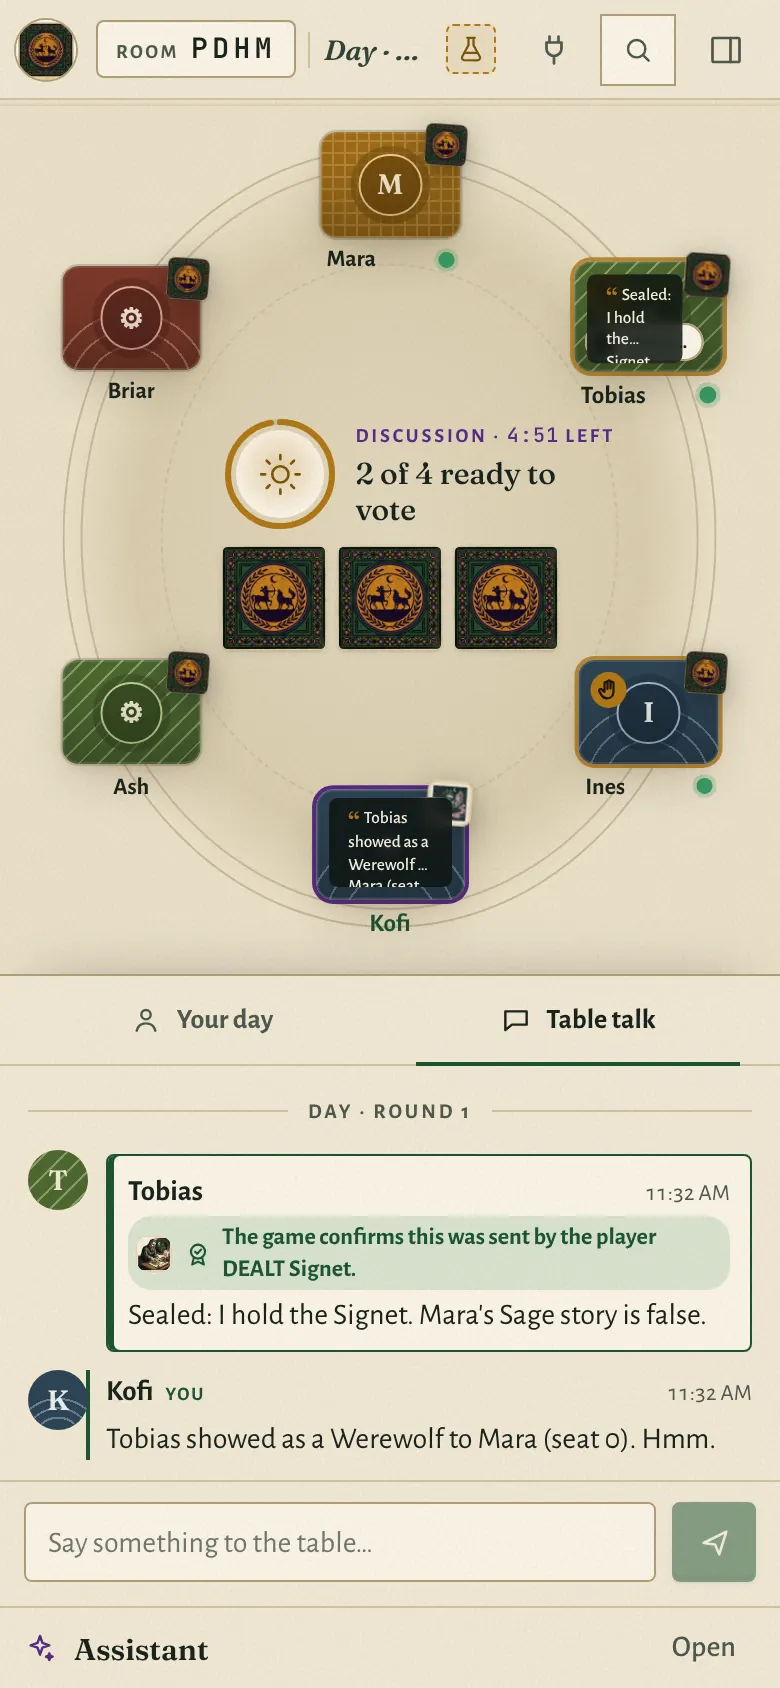 ROOM PDHM
Day · ...
M
Mara
Briar
“ Sealed:
I hold
the...
Signet
Tobias
DISCUSSION · 4:51 LEFT
2 of 4 ready to
vote
Ash
I
Ines
“ Tobias
showed as a
Werewolf ...
Mara (seat
Kofi
Your day
Table talk
DAY · ROUND 1
T
Tobias
11:32 AM
The game confirms this was sent by the player
DEALT Signet.
Sealed: I hold the Signet. Mara's Sage story is false.
K
Kofi YOU
11:32 AM
Tobias showed as a Werewolf to Mara (seat 0). Hmm.
Say something to the table...
Assistant
Open